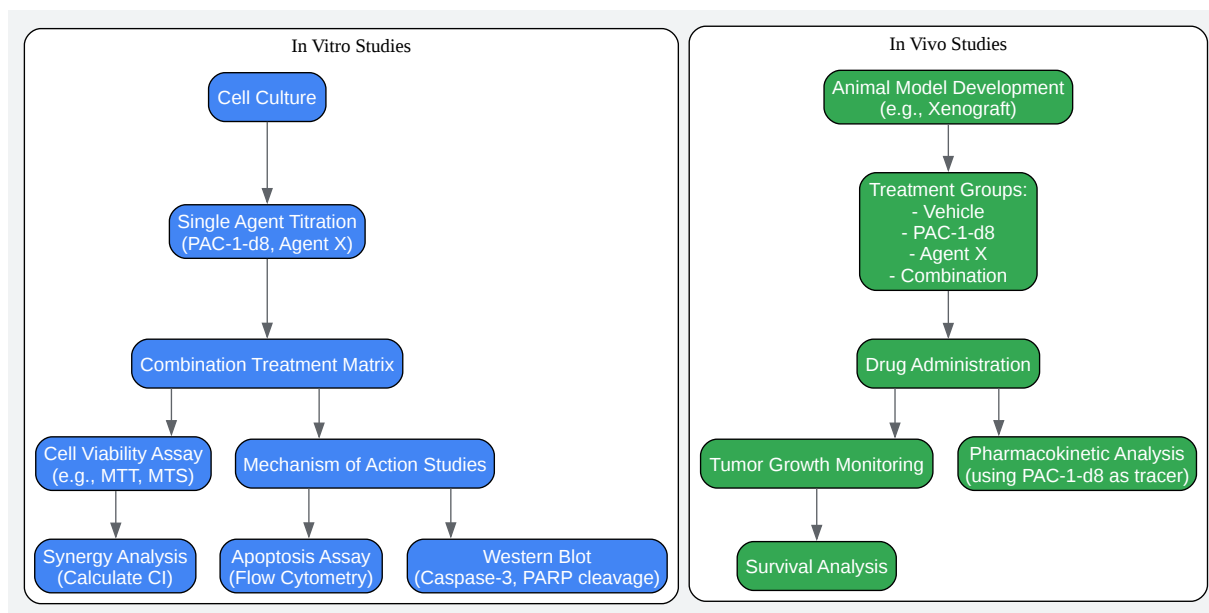 In Vitro Studies
Cell Culture
Single Agent Titration
(PAC-1-d8, Agent X)
Combination Treatment Matrix
Cell Viability Assay
(e.g., MTT, MTS)
Mechanism of Action Studies
Synergy Analysis
(Calculate CI)
Apoptosis Assay
(Flow Cytometry)
Western Blot
(Caspase-3, PARP cleavage)
In Vivo Studies
Animal Model Development
(e.g., Xenograft)
Treatment Groups:
- Vehicle
- PAC-1-d8
- Agent X
- Combination
Drug Administration
Tumor Growth Monitoring
Pharmacokinetic Analysis
(using PAC-1-d8 as tracer)
Survival Analysis